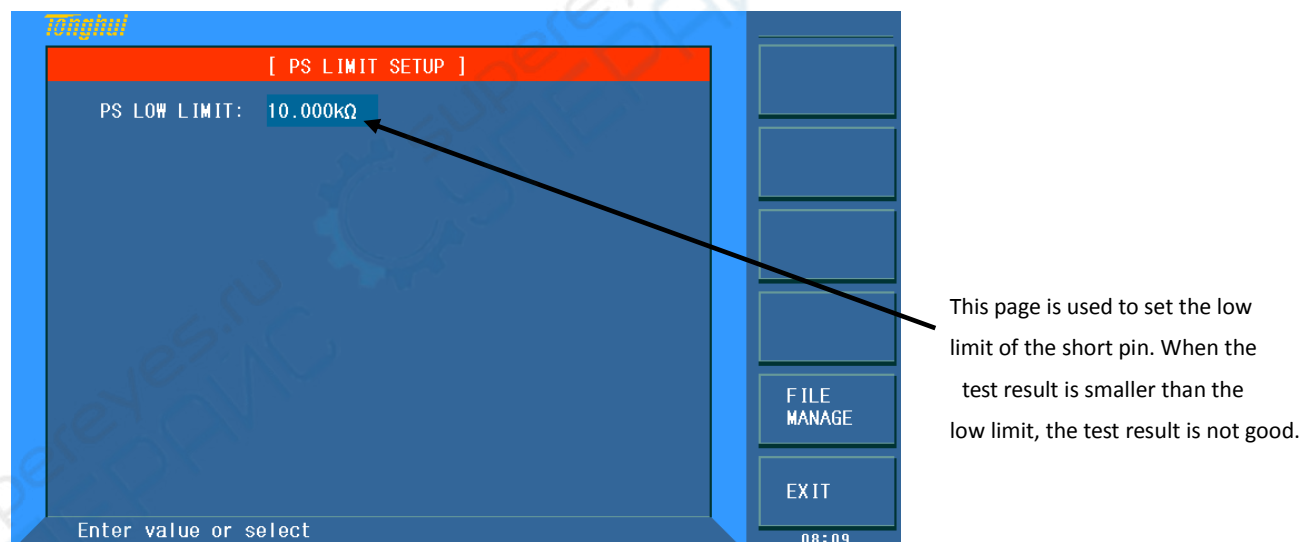 Tonghui
[ PS LIMIT SETUP ]
PS LOW LIMIT: 10.000kΩ
This page is used to set the low
limit of the short pin. When the
test result is smaller than the
low limit, the test result is not good.
FILE
MANAGE
EXIT
Enter value or select
08:09